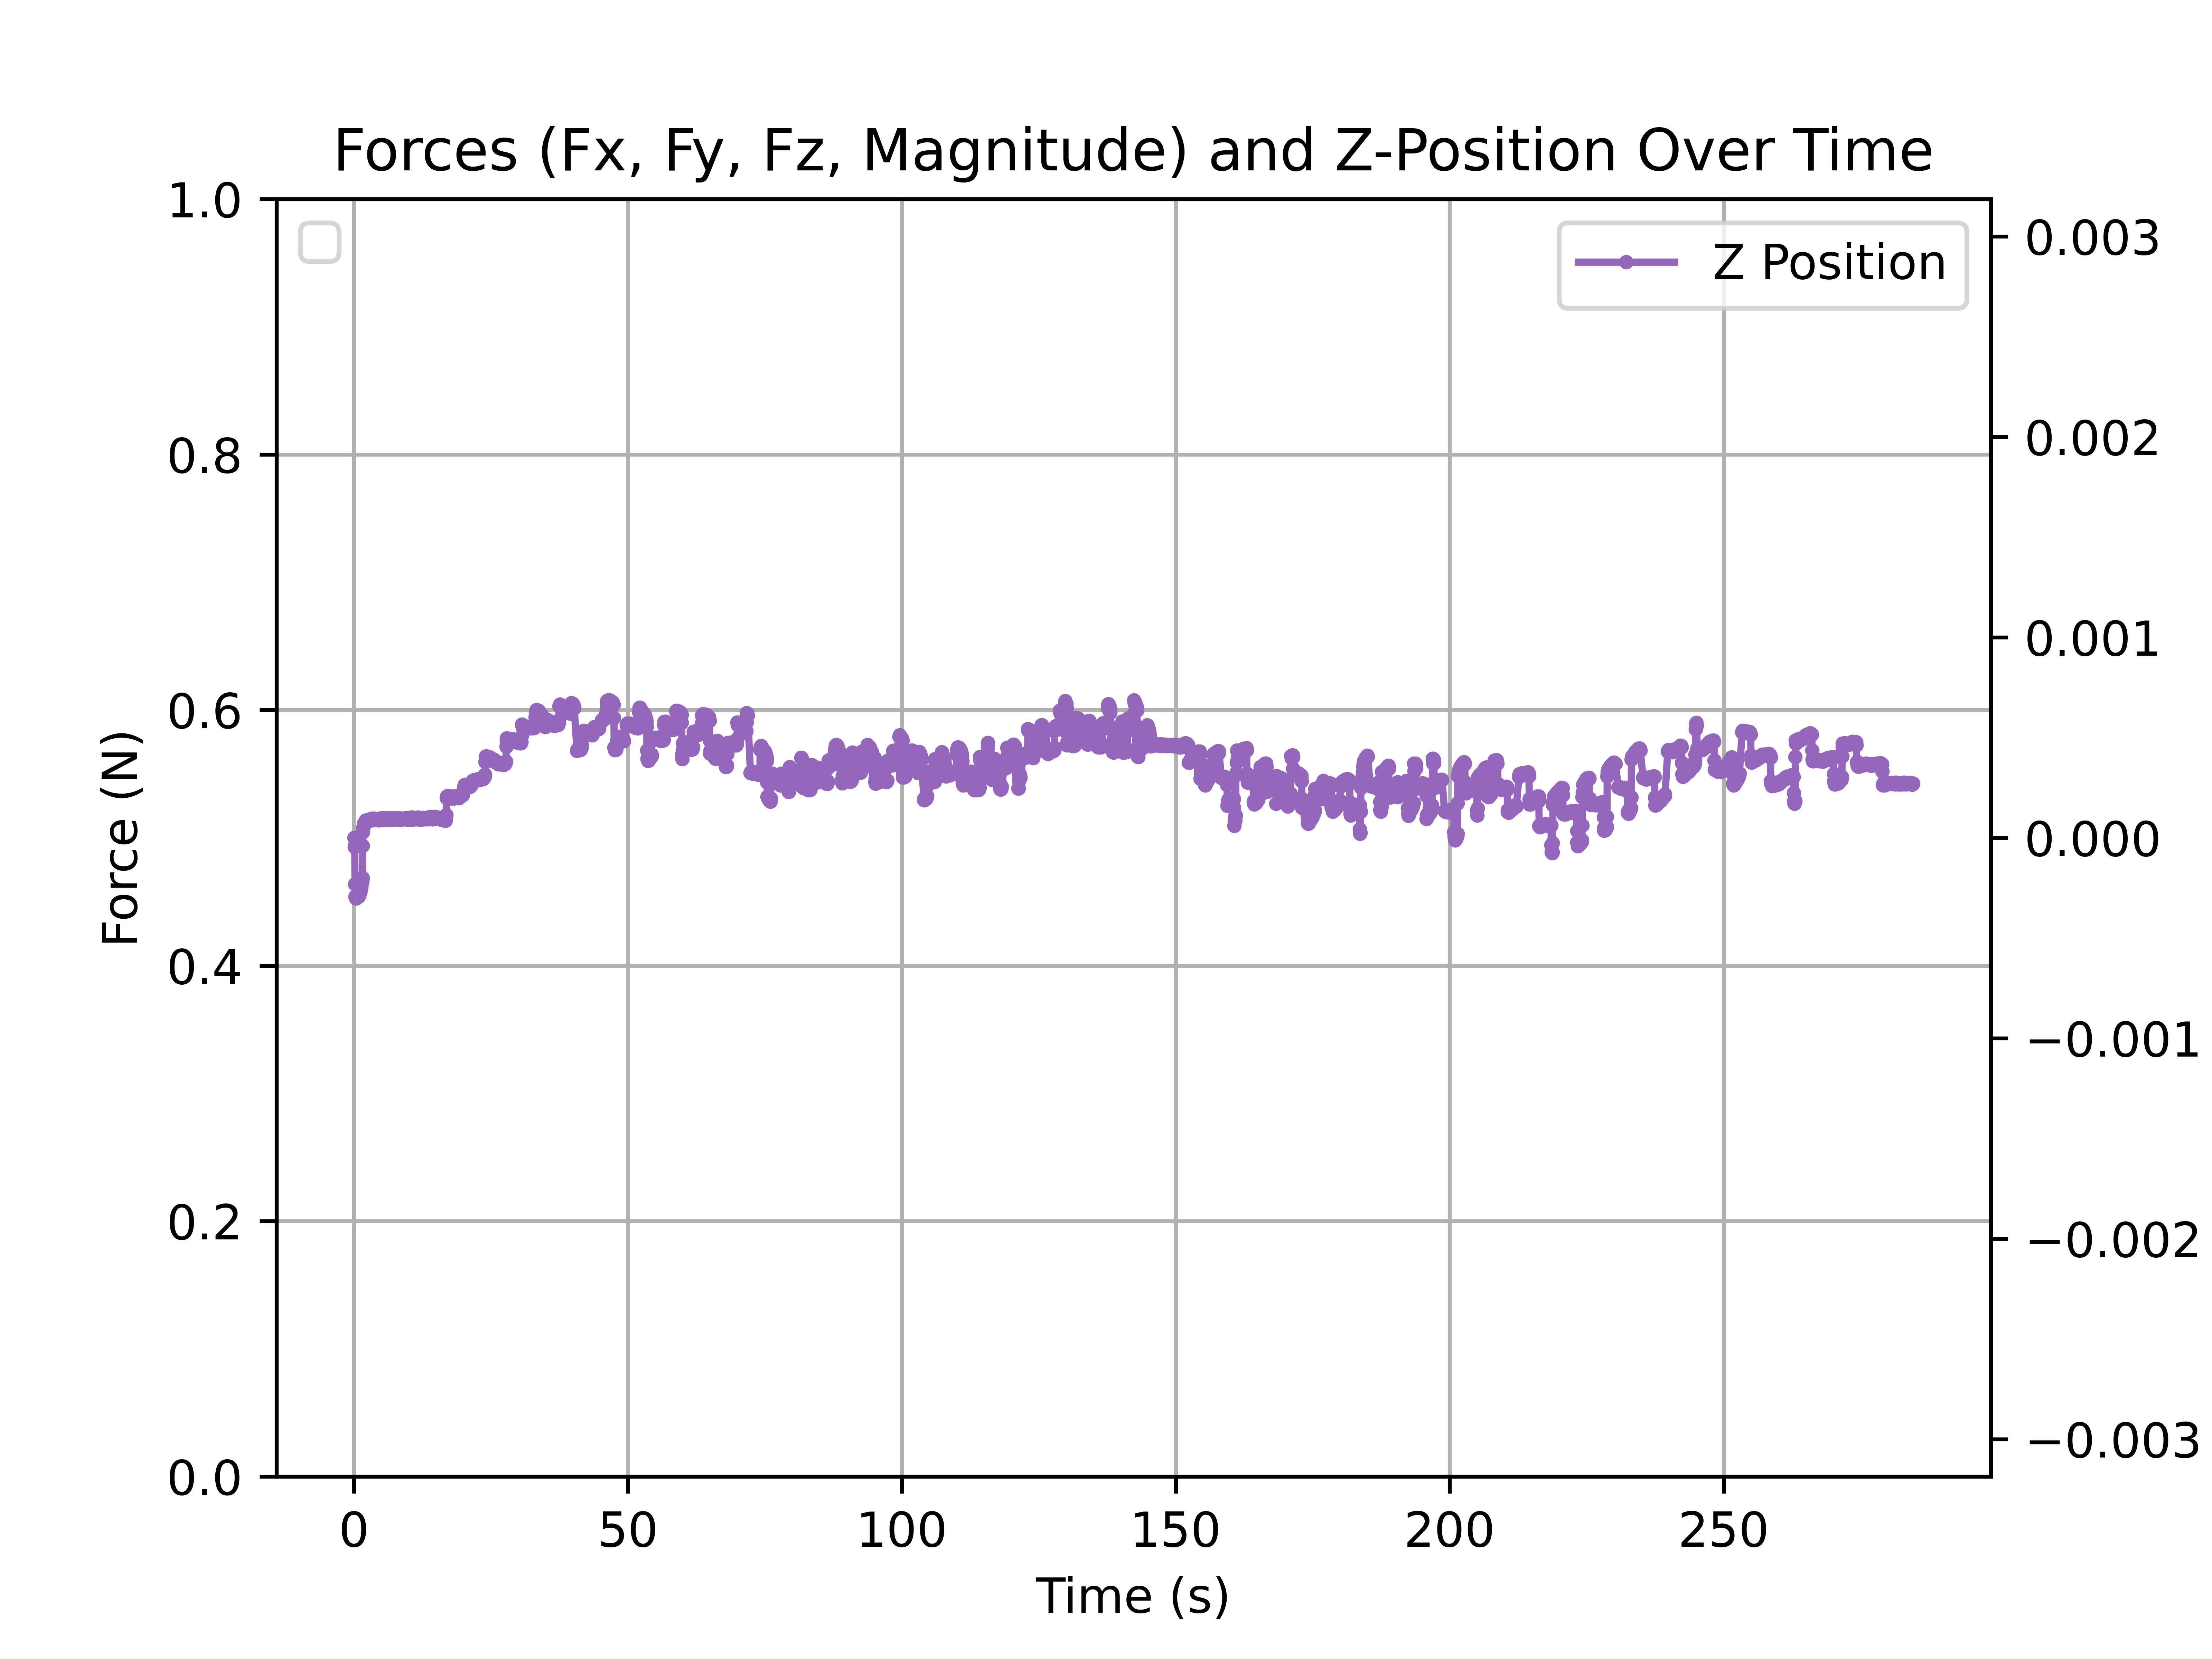 Forces (Fx, Fy, Fz, Magnitude) and Z-Position Over Time
Z Position
Force (N)
1.0
0.8
0.6
0.4
0.2
0.0
0.003
0.002
0.001
0.000
−0.001
−0.002
−0.003
0 50 100 150 200 250
Time (s)